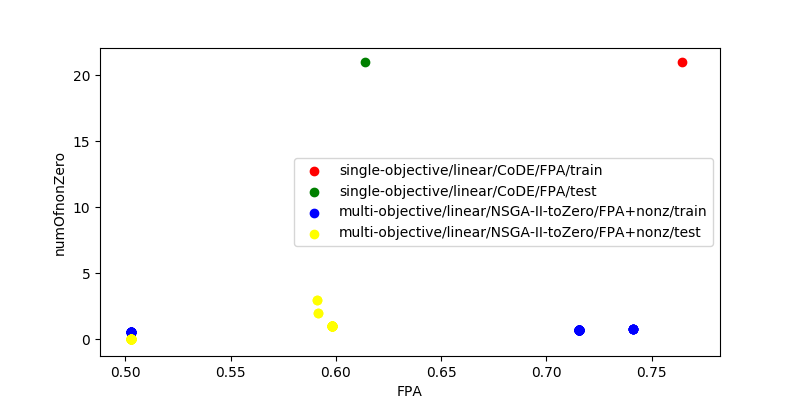 20
15
10
5
0
numOfnonZero
single-objective/linear/CoDE/FPA/train
single-objective/linear/CoDE/FPA/test
multi-objective/linear/NSGA-II-toZero/FPA+nonz/train
multi-objective/linear/NSGA-II-toZero/FPA+nonz/test
0.50 0.55 0.60 0.65 0.70 0.75
FPA